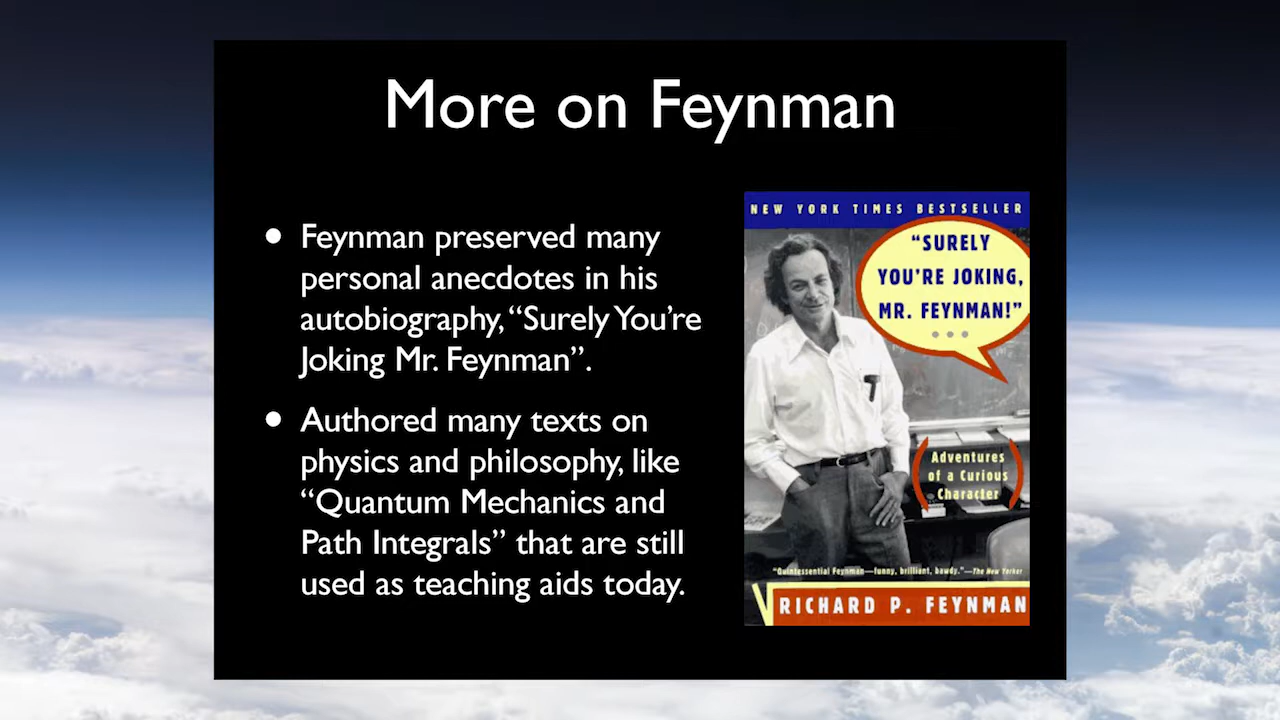 More on Feynman
• Feynman preserved many
personal anecdotes in his
autobiography, “Surely You’re
Joking Mr. Feynman”.
• Authored many texts on
physics and philosophy, like
“Quantum Mechanics and
Path Integrals” that are still
used as teaching aids today.
NEW YORK TIMES BESTSELLER
“SURELY
YOU’RE JOKING,
MR. FEYNMAN!”
Adventures
of a Curious
Character
“Quintessential Feynman—funny, brilliant, bawdy.”—The New Yorker
RICHARD P. FEYNMAN